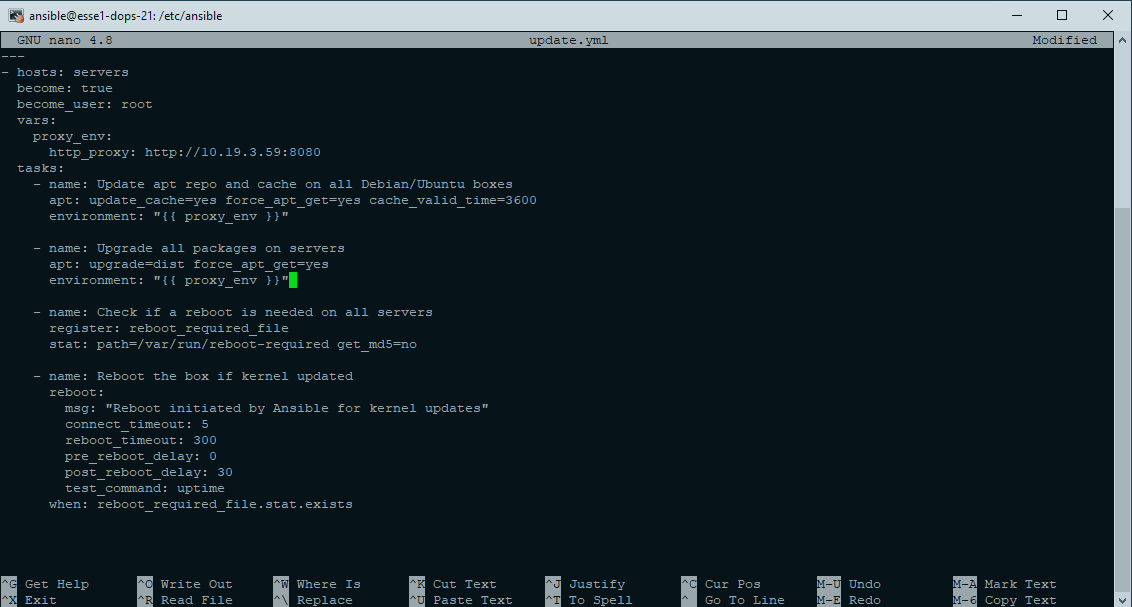 ansible@esse1-dops-21: /etc/ansible
GNU nano 4.8 update.yml Modified
---
- hosts: servers
  become: true
  become_user: root
  vars:
    proxy_env:
      http_proxy: http://10.19.3.59:8080
  tasks:
    - name: Update apt repo and cache on all Debian/Ubuntu boxes
      apt: update_cache=yes force_apt_get=yes cache_valid_time=3600
      environment: "{{ proxy_env }}"

    - name: Upgrade all packages on servers
      apt: upgrade=dist force_apt_get=yes
      environment: "{{ proxy_env }}"

    - name: Check if a reboot is needed on all servers
      register: reboot_required_file
      stat: path=/var/run/reboot-required get_md5=no

    - name: Reboot the box if kernel updated
      reboot:
        msg: "Reboot initiated by Ansible for kernel updates"
        connect_timeout: 5
        reboot_timeout: 300
        pre_reboot_delay: 0
        post_reboot_delay: 30
        test_command: uptime
      when: reboot_required_file.stat.exists

^G Get Help ^O Write Out ^W Where Is ^K Cut Text ^J Justify ^C Cur Pos M-U Undo M-A Mark Text
^X Exit ^R Read File ^\ Replace ^U Paste Text ^T To Spell ^_ Go To Line M-E Redo M-6 Copy Text